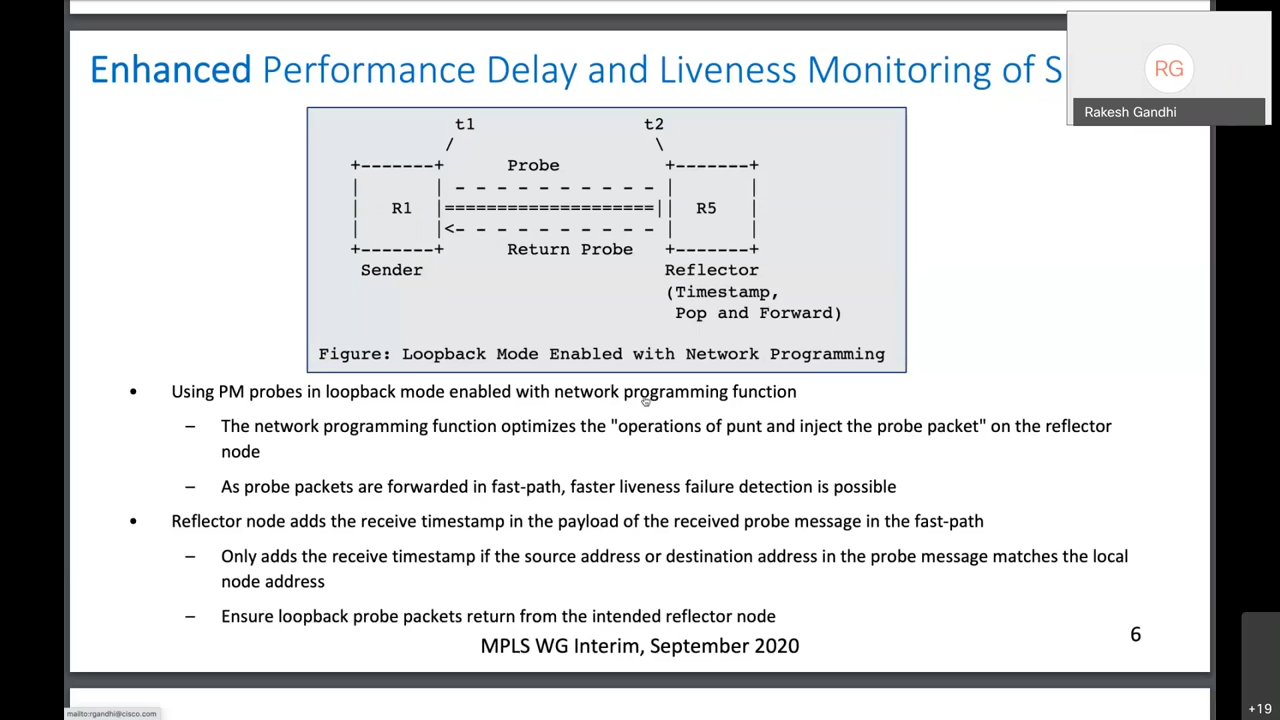 Enhanced Performance Delay and Liveness Monitoring of S
RG
Rakesh Gandhi
t1 t2
/ \
+-------+ Probe +-------+
| | - - - - - - - - - - | |
| R1 |====================|| R5 |
| |<- - - - - - - - - - | |
+-------+ Return Probe +-------+
Sender Reflector
(Timestamp,
Pop and Forward)
Figure: Loopback Mode Enabled with Network Programming
• Using PM probes in loopback mode enabled with network programming function
– The network programming function optimizes the "operations of punt and inject the probe packet" on the reflector
node
– As probe packets are forwarded in fast-path, faster liveness failure detection is possible
• Reflector node adds the receive timestamp in the payload of the received probe message in the fast-path
– Only adds the receive timestamp if the source address or destination address in the probe message matches the local
node address
– Ensure loopback probe packets return from the intended reflector node
MPLS WG Interim, September 2020
6
mailto:rgandhi@cisco.com
+19